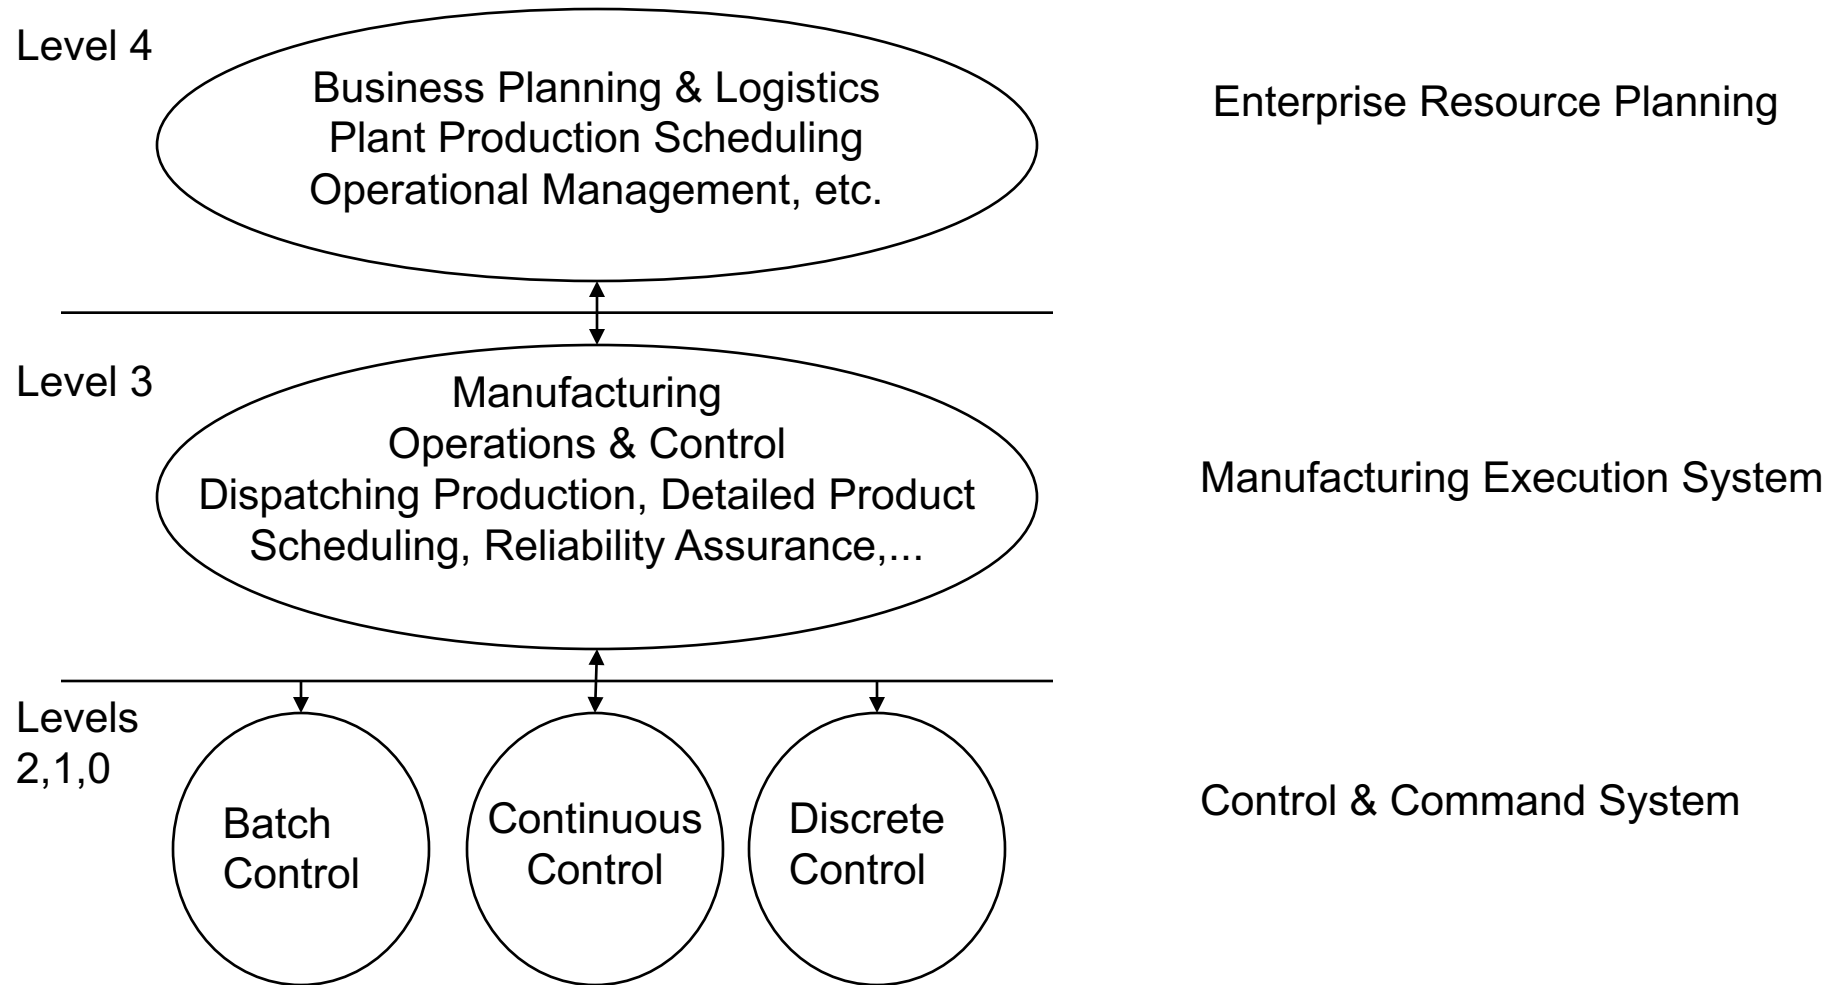 Level 4
Business Planning & Logistics
Plant Production Scheduling
Operational Management, etc.
Enterprise Resource Planning
Level 3
Manufacturing
Operations & Control
Dispatching Production, Detailed Product
Scheduling, Reliability Assurance,...
Manufacturing Execution System
Levels
2,1,0
Batch
Control
Continuous
Control
Discrete
Control
Control & Command System